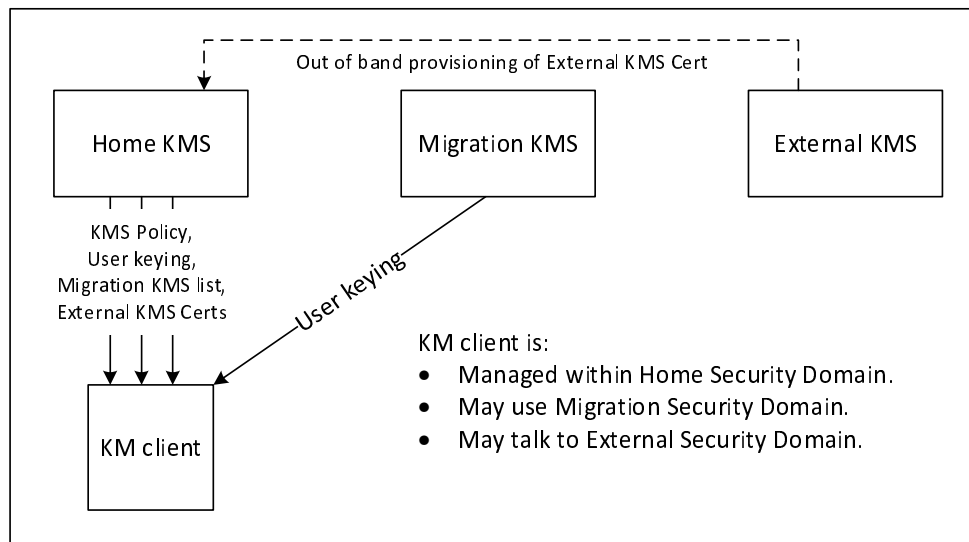 Out of band provisioning of External KMS Cert
Home KMS
Migration KMS
External KMS
KMS Policy,
User keying,
Migration KMS list,
External KMS Certs
User keying
KM client is:
• Managed within Home Security Domain.
• May use Migration Security Domain.
• May talk to External Security Domain.
KM client